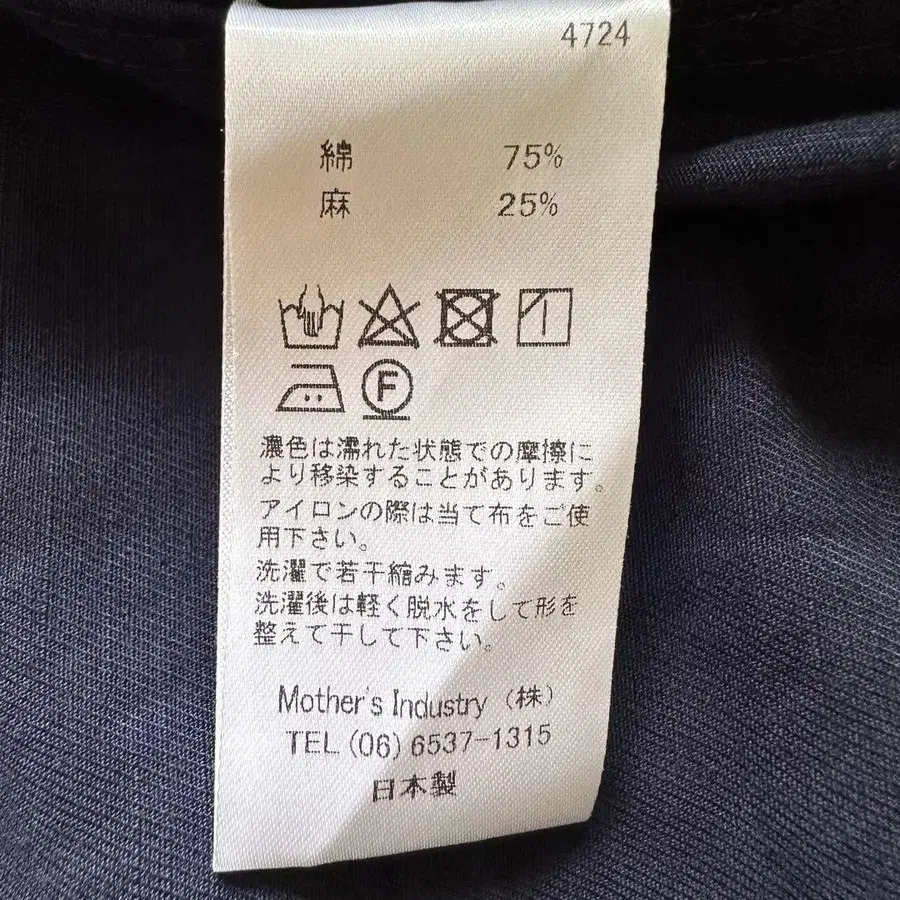 4724
綿 75%
麻 25%
F
濃色は濡れた状態での摩擦に
より移染することがあります。
アイロンの際は当て布をご使
用下さい。
洗濯で若干縮みます。
洗濯後は軽く脱水をして形を
整えて干して下さい。
Mother's Industry（株）
TEL (06) 6537-1315
日本製